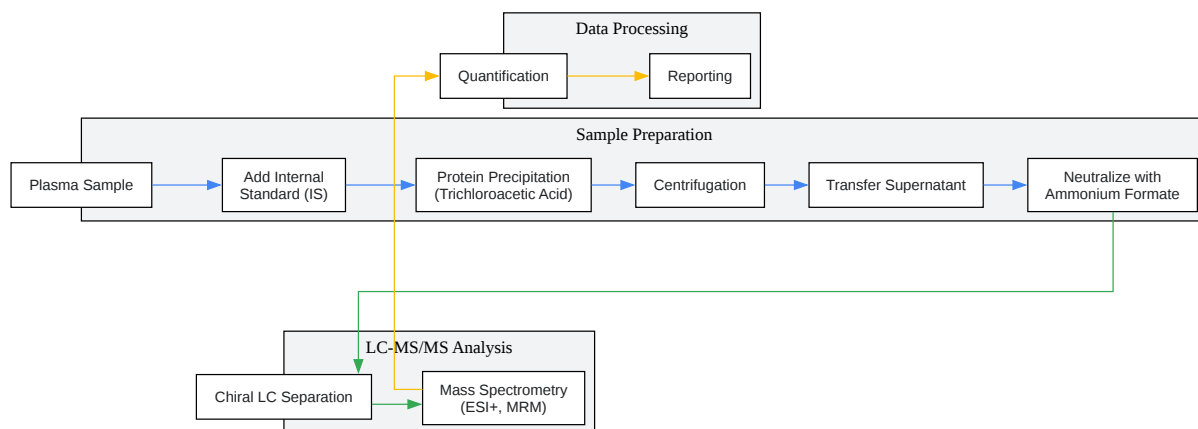 Data Processing
Quantification
Reporting
Sample Preparation
Plasma Sample
Add Internal
Standard (IS)
Protein Precipitation
(Trichloroacetic Acid)
Centrifugation
Transfer Supernatant
Neutralize with
Ammonium Formate
LC-MS/MS Analysis
Chiral LC Separation
Mass Spectrometry
(ESI+, MRM)